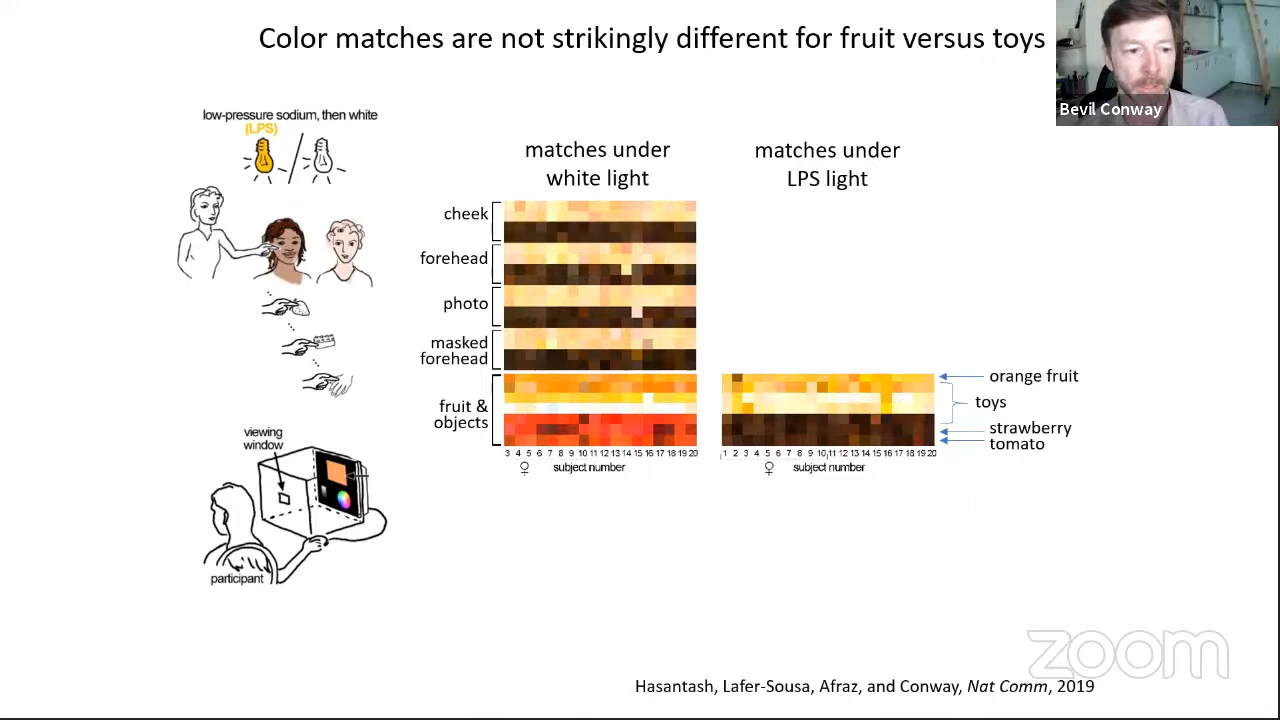 Color matches are not strikingly different for fruit versus toys
Bevil Conway
low-pressure sodium, then white
(LPS)
matches under
white light
matches under
LPS light
cheek
forehead
photo
masked
forehead
fruit &
objects
orange fruit
toys
strawberry
tomato
3 4 5 6 7 8 9 10 11 12 13 14 15 16 17 18 19 20
♀ subject number
1 2 3 4 5 6 7 8 9 10 11 12 13 14 15 16 17 18 19 20
♀ subject number
viewing
window
participant
zoom
Hasantash, Lafer-Sousa, Afraz, and Conway, Nat Comm, 2019